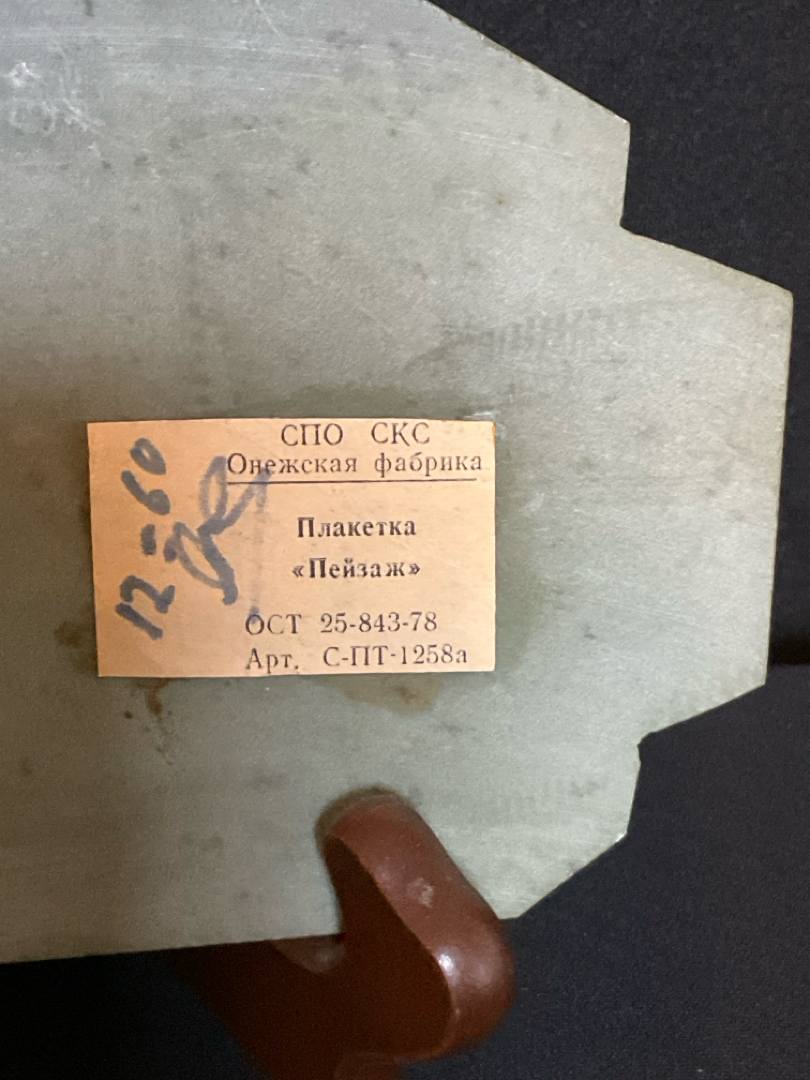 СПО СКС
Онежская фабрика
Плакетка
«Пейзаж»
ОСТ 25-843-78
Арт. С-ПТ-1258а
12-60